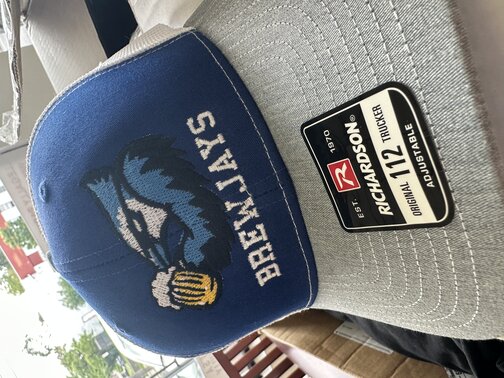 BREWJAYS
EST. 1970
R
RICHARDSON®
ORIGINAL 112 TRUCKER
ADJUSTABLE